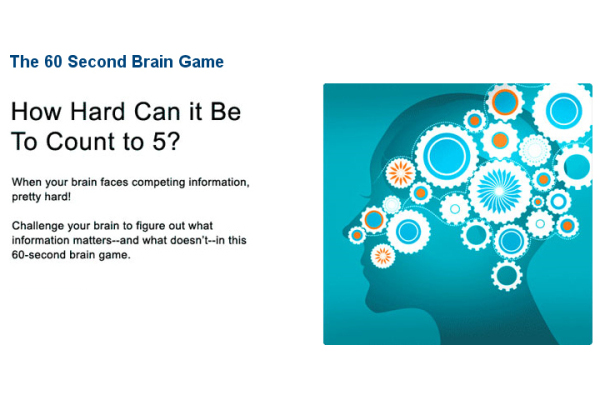 The 60 Second Brain Game
How Hard Can it Be
To Count to 5?
When your brain faces competing information,
pretty hard!
Challenge your brain to figure out what
information matters--and what doesn't--in this
60-second brain game.